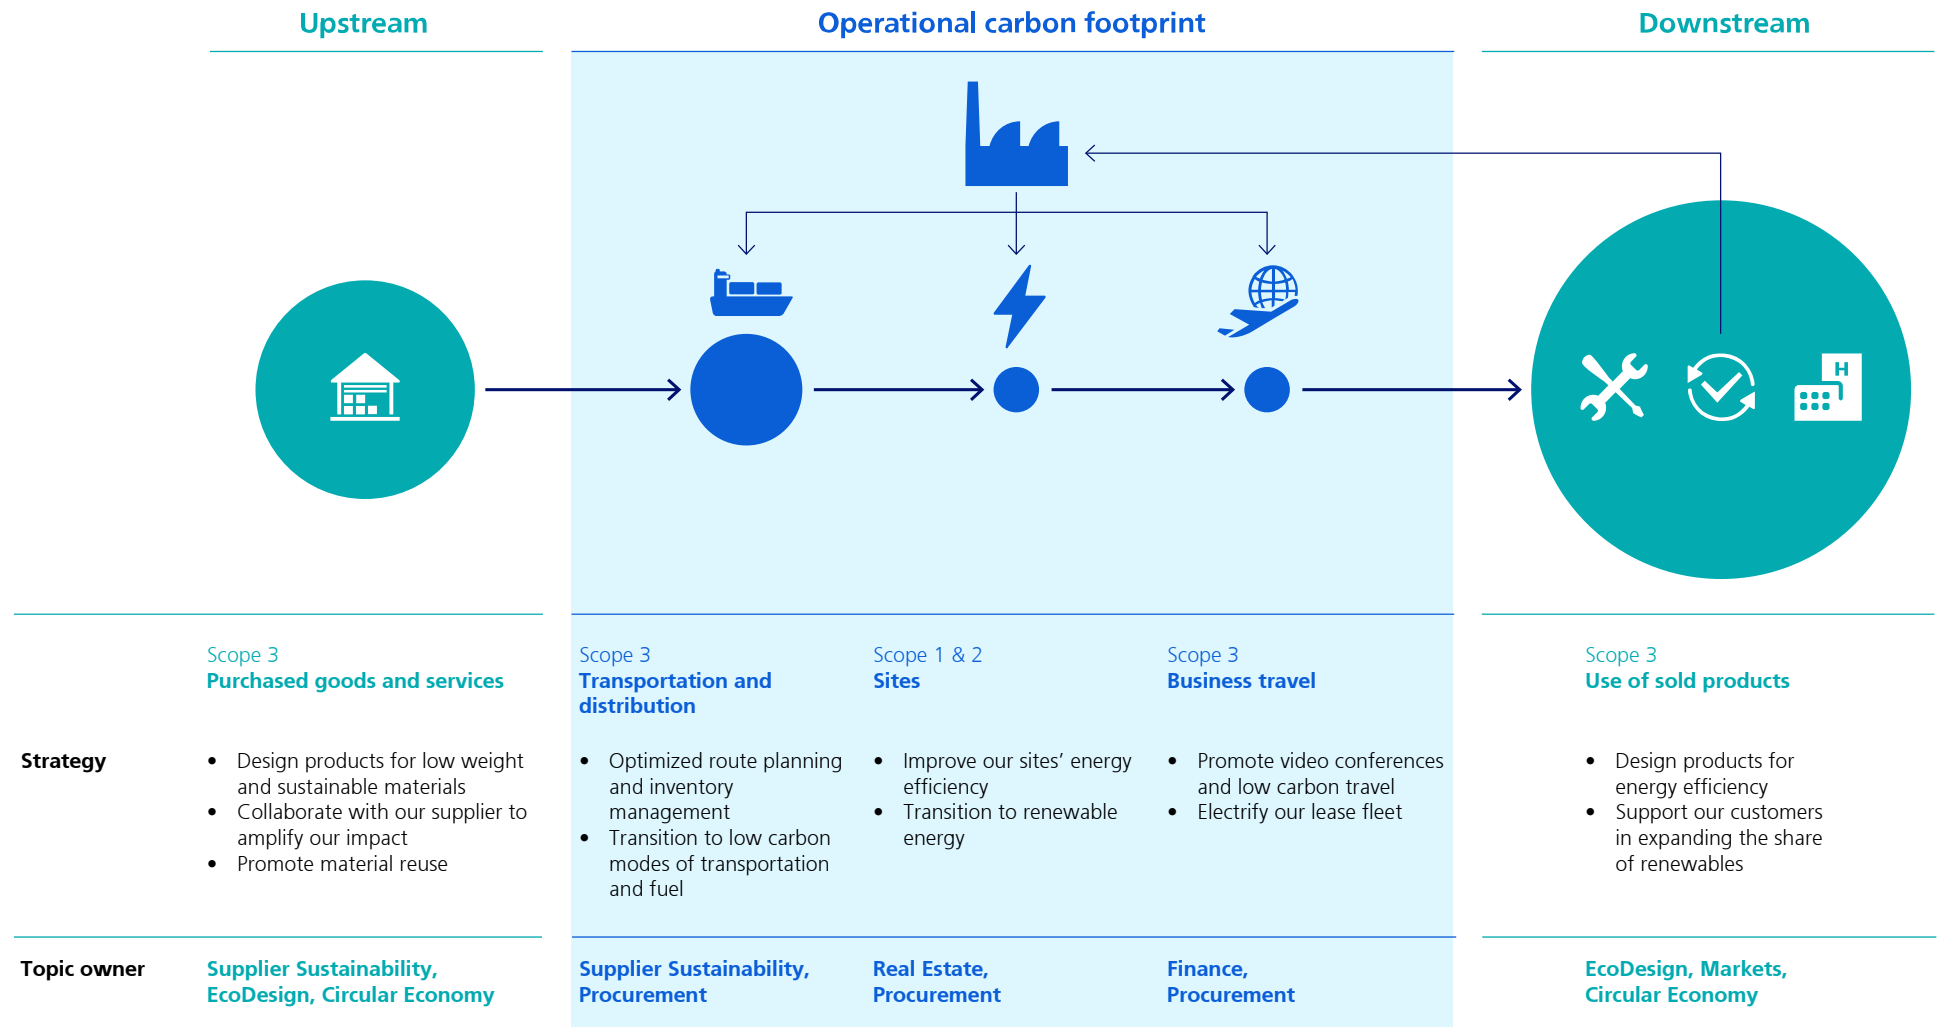 Upstream
Operational carbon footprint
Downstream
H
Scope 3
Purchased goods and services
Scope 3
Transportation and
distribution
Scope 1 & 2
Sites
Scope 3
Business travel
Scope 3
Use of sold products
Strategy
• Design products for low weight
and sustainable materials
• Collaborate with our supplier to
amplify our impact
• Promote material reuse
• Optimized route planning
and inventory
management
• Transition to low carbon
modes of transportation
and fuel
• Improve our sites’ energy
efficiency
• Transition to renewable
energy
• Promote video conferences
and low carbon travel
• Electrify our lease fleet
• Design products for
energy efficiency
• Support our customers
in expanding the share
of renewables
Topic owner
Supplier Sustainability,
EcoDesign, Circular Economy
Supplier Sustainability,
Procurement
Real Estate,
Procurement
Finance,
Procurement
EcoDesign, Markets,
Circular Economy